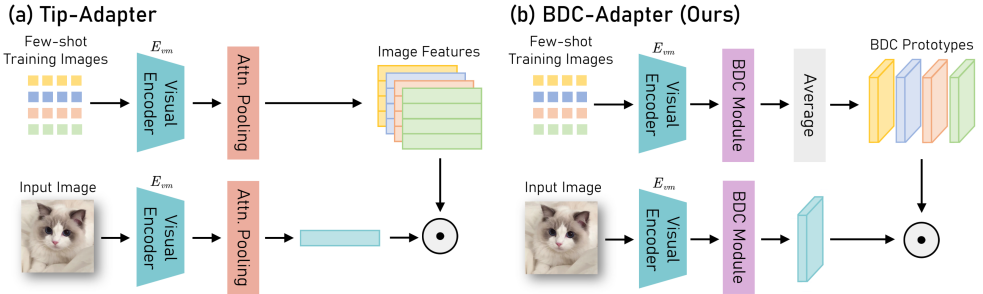 (a) Tip-Adapter
Few-shot
Training Images
E_vm
Visual
Encoder
Attn. Pooling
Image Features
Input Image
E_vm
Visual
Encoder
Attn. Pooling
(b) BDC-Adapter (Ours)
Few-shot
Training Images
E_vm
Visual
Encoder
BDC Module
Average
BDC Prototypes
Input Image
E_vm
Visual
Encoder
BDC Module